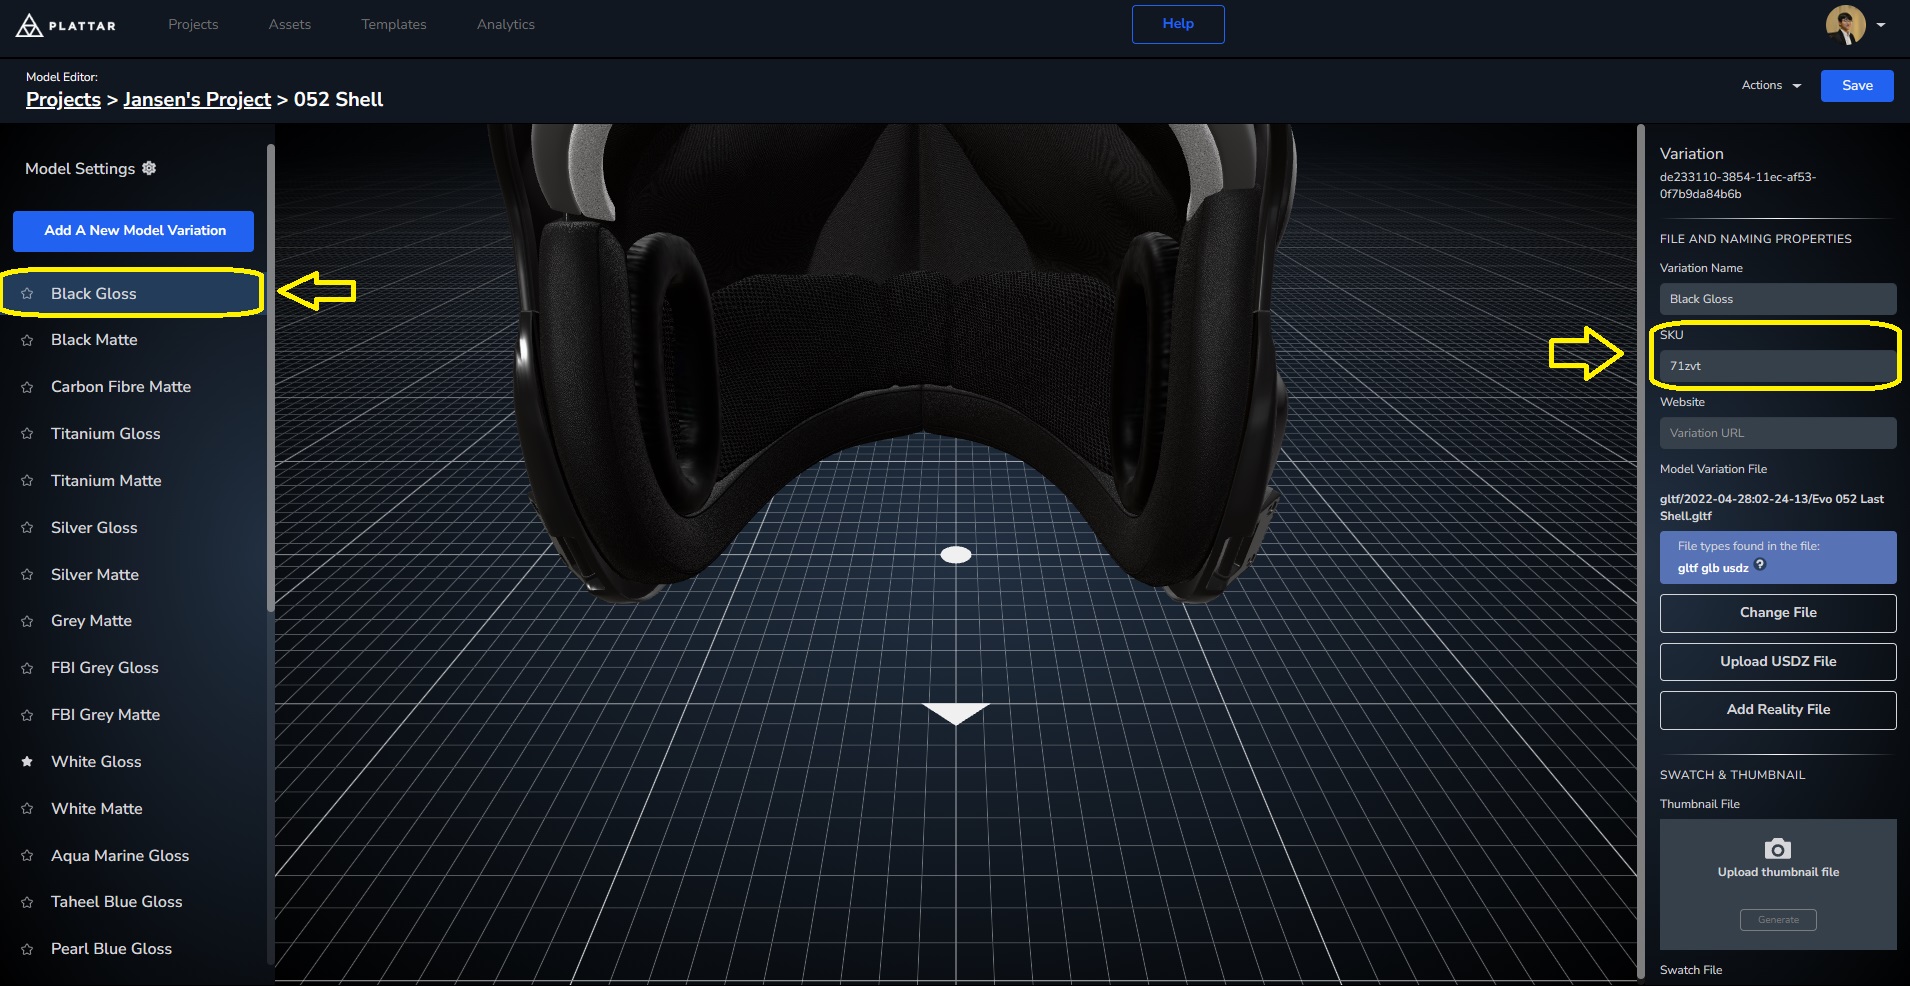 PLATTAR
Projects
Assets
Templates
Analytics
Help
Model Editor:
Projects > Jansen's Project > 052 Shell
Actions
Save
Model Settings
Add A New Model Variation
Black Gloss
Black Matte
Carbon Fibre Matte
Titanium Gloss
Titanium Matte
Silver Gloss
Silver Matte
Grey Matte
FBI Grey Gloss
FBI Grey Matte
White Gloss
White Matte
Aqua Marine Gloss
Taheel Blue Gloss
Pearl Blue Gloss
Variation
de233110-3854-11ec-af53-
0f7b9da84b6b
FILE AND NAMING PROPERTIES
Variation Name
Black Gloss
SKU
71zvt
Website
Variation URL
Model Variation File
gltf/2022-04-28:02-24-13/Evo 052 Last
Shell.gltf
File types found in the file:
gltf glb usdz ?
Change File
Upload USDZ File
Add Reality File
SWATCH & THUMBNAIL
Thumbnail File
Upload thumbnail file
Generate
Swatch File